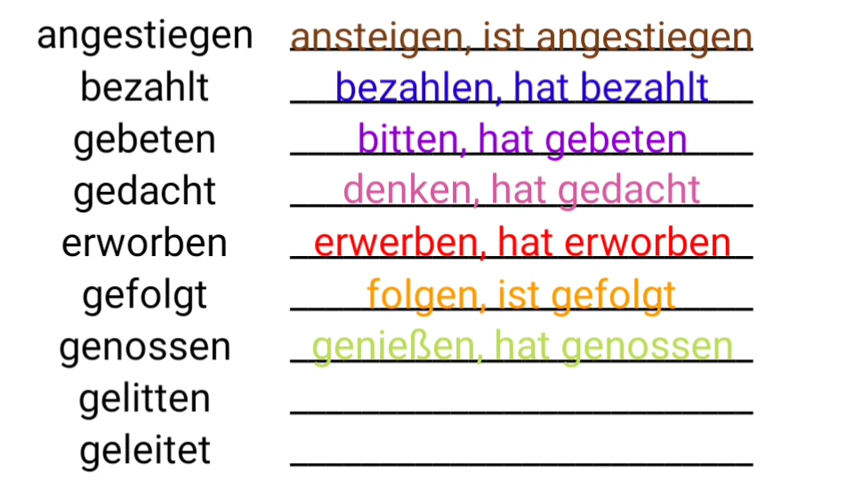 angestiegen ansteigen, ist angestiegen
bezahlt bezahlen, hat bezahlt
gebeten bitten, hat gebeten
gedacht denken, hat gedacht
erworben erwerben, hat erworben
gefolgt folgen, ist gefolgt
genossen genießen, hat genossen
gelitten
geleitet